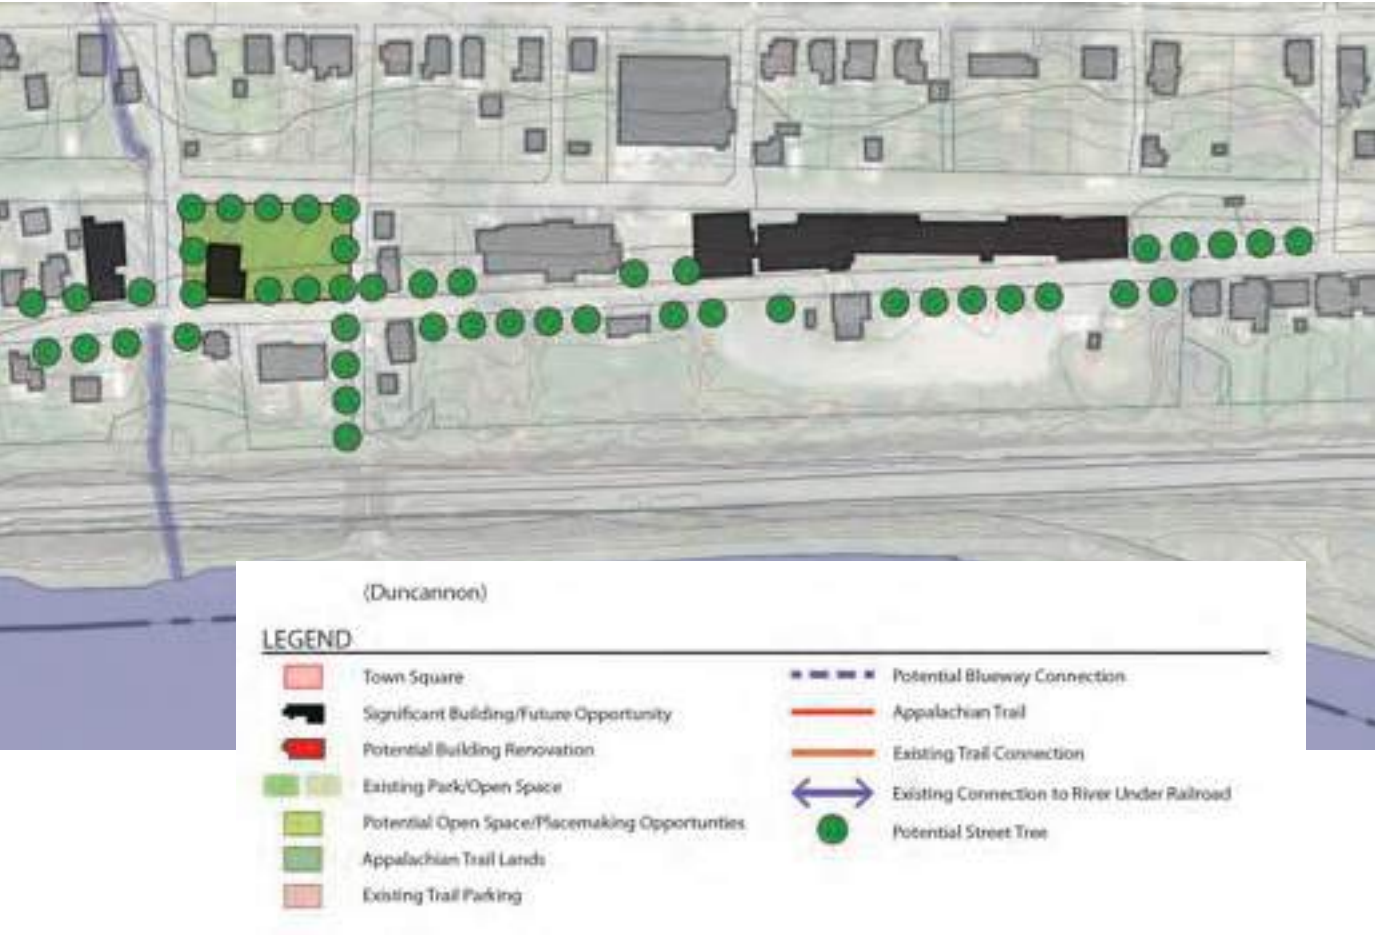 (Duncannon)
LEGEND
Town Square
Significant Building/Future Opportunity
Potential Building Renovation
Existing Park/Open Space
Potential Open Space/Placemaking Opportunties
Appalachian Trail Lands
Existing Trail Parking
Potential Blueway Connection
Appalachian Trail
Existing Trail Connection
Existing Connection to River Under Railroad
Potential Street Tree